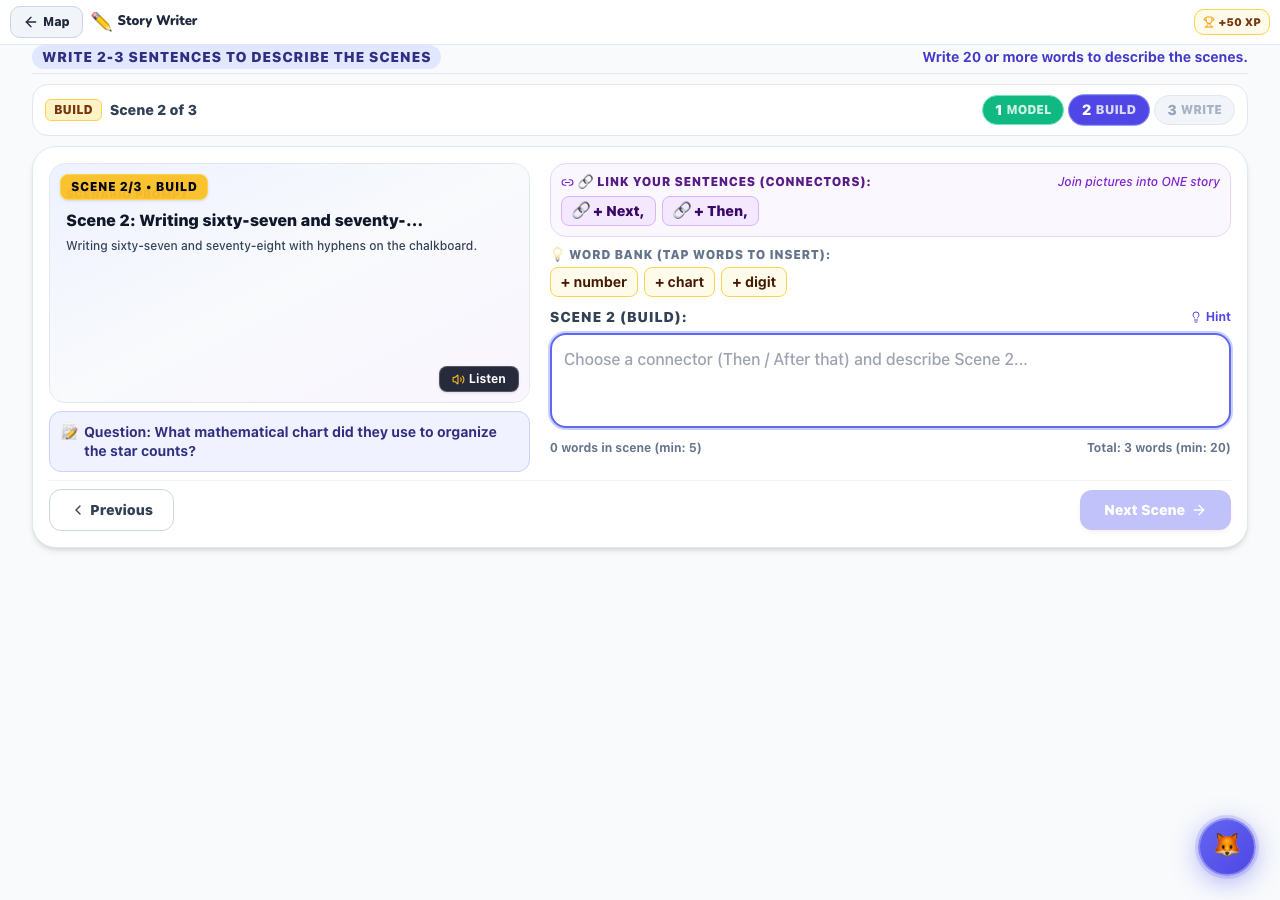 Map
Story Writer
+50 XP
WRITE 2-3 SENTENCES TO DESCRIBE THE SCENES
Write 20 or more words to describe the scenes.
BUILD
Scene 2 of 3
1 MODEL
2 BUILD
3 WRITE
SCENE 2/3 • BUILD
Scene 2: Writing sixty-seven and seventy-...
Writing sixty-seven and seventy-eight with hyphens on the chalkboard.
Listen
Question: What mathematical chart did they use to organize
the star counts?
LINK YOUR SENTENCES (CONNECTORS):
Join pictures into ONE story
+ Next,
+ Then,
WORD BANK (TAP WORDS TO INSERT):
+ number
+ chart
+ digit
SCENE 2 (BUILD):
Hint
Choose a connector (Then / After that) and describe Scene 2...
0 words in scene (min: 5)
Total: 3 words (min: 20)
Previous
Next Scene